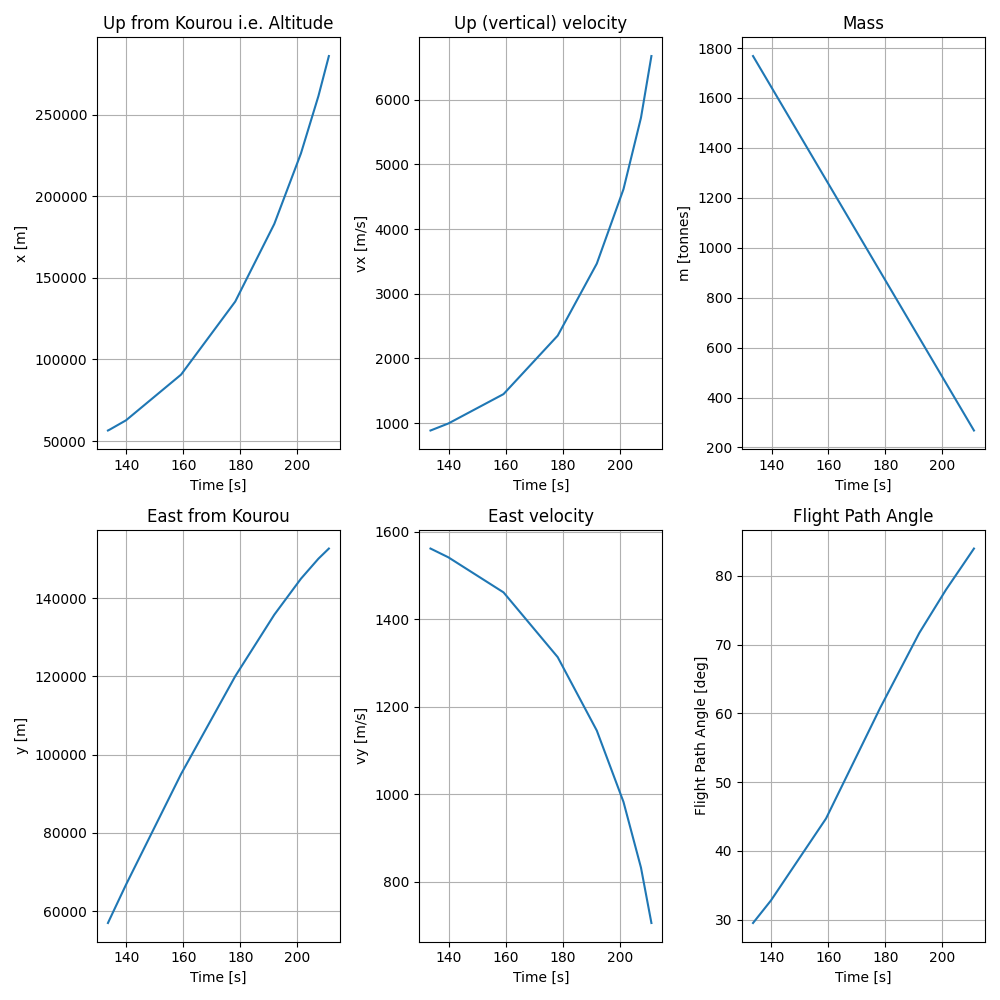 Up from Kourou i.e. Altitude
x [m]
250000
200000
150000
100000
50000
140 160 180 200
Time [s]
Up (vertical) velocity
vx [m/s]
6000
5000
4000
3000
2000
1000
140 160 180 200
Time [s]
Mass
m [tonnes]
1800
1600
1400
1200
1000
800
600
400
200
140 160 180 200
Time [s]
East from Kourou
y [m]
140000
120000
100000
80000
60000
140 160 180 200
Time [s]
East velocity
vy [m/s]
1600
1400
1200
1000
800
140 160 180 200
Time [s]
Flight Path Angle
Flight Path Angle [deg]
80
70
60
50
40
30
140 160 180 200
Time [s]